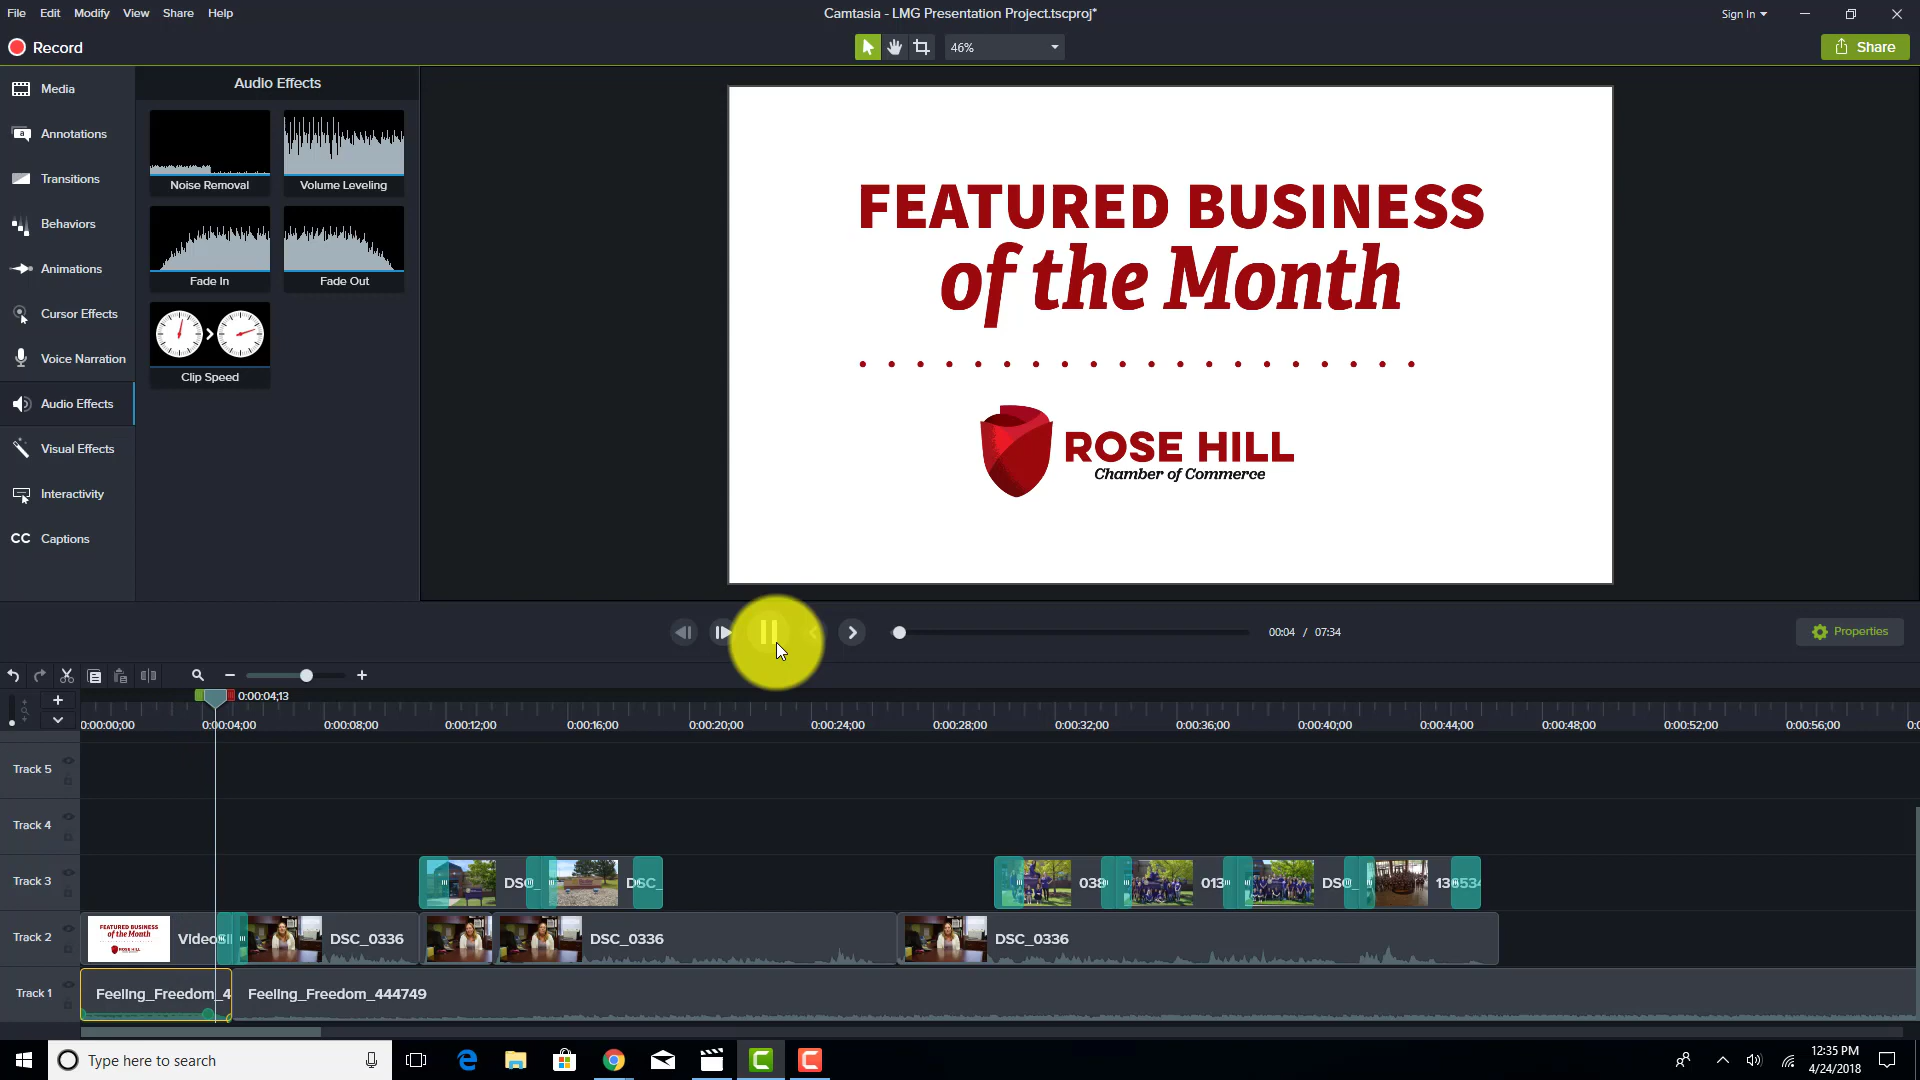 File Edit Modify View Share Help
Camtasia - LMG Presentation Project.tscproj*
Sign In
Record
46%
Share
Media
Annotations
Transitions
Behaviors
Animations
Cursor Effects
Voice Narration
Audio Effects
Visual Effects
Interactivity
CC Captions
Audio Effects
Noise Removal
Volume Leveling
Fade In
Fade Out
Clip Speed
FEATURED BUSINESS
of the Month
ROSE HILL
Chamber of Commerce
00:04 / 07:34
Properties
0:00:04;13
0:00:00;00 0:00:04;00 0:00:08;00 0:00:12;00 0:00:16;00 0:00:20;00 0:00:24;00 0:00:28;00 0:00:32;00 0:00:36;00 0:00:40;00 0:00:44;00 0:00:48;00 0:00:52;00 0:00:56;00
Track 5
Track 4
Track 3
DSC_
038
013
Track 2
FEATURED BUSINESS
of the Month
ROSE HILL
DSC_0336
DSC_0336
DSC_0336
Track 1
Feeling_Freedom_4
Feeling_Freedom_444749
Type here to search
12:35 PM
4/24/2018